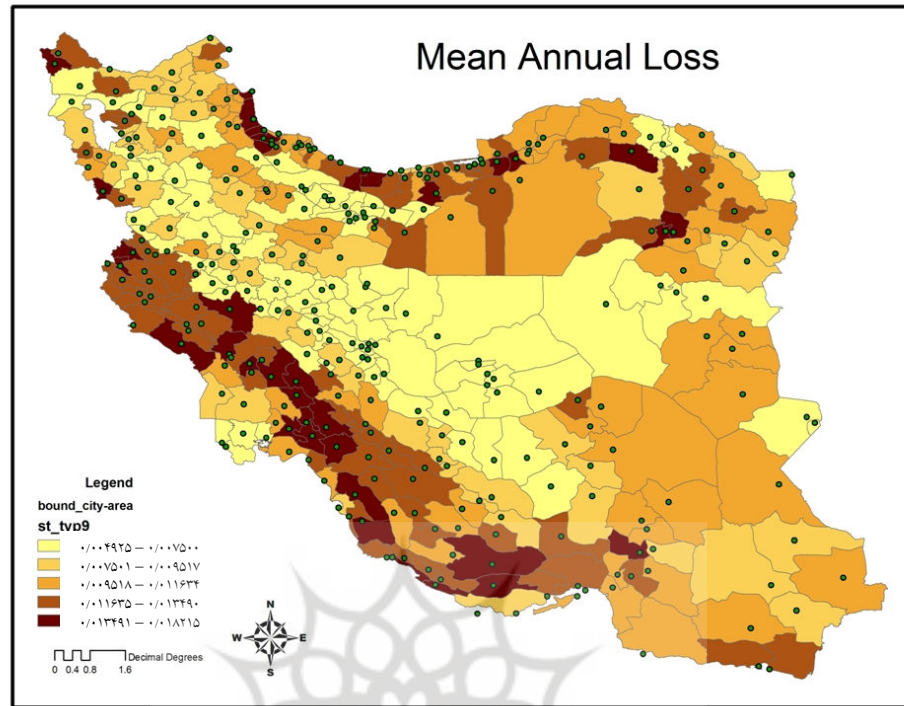 Mean Annual Loss
Legend
bound_city-area
st_typ9
۰/۰۰۴۹۲۵ – ۰/۰۰۷۵۰۰
۰/۰۰۷۵۰۱ – ۰/۰۰۹۵۱۷
۰/۰۰۹۵۱۸ – ۰/۰۱۱۶۳۴
۰/۰۱۱۶۳۵ – ۰/۰۱۳۴۹۰
۰/۰۱۳۴۹۱ – ۰/۰۱۸۲۱۵
N
W E
S
Decimal Degrees
0 0.4 0.8 1.6